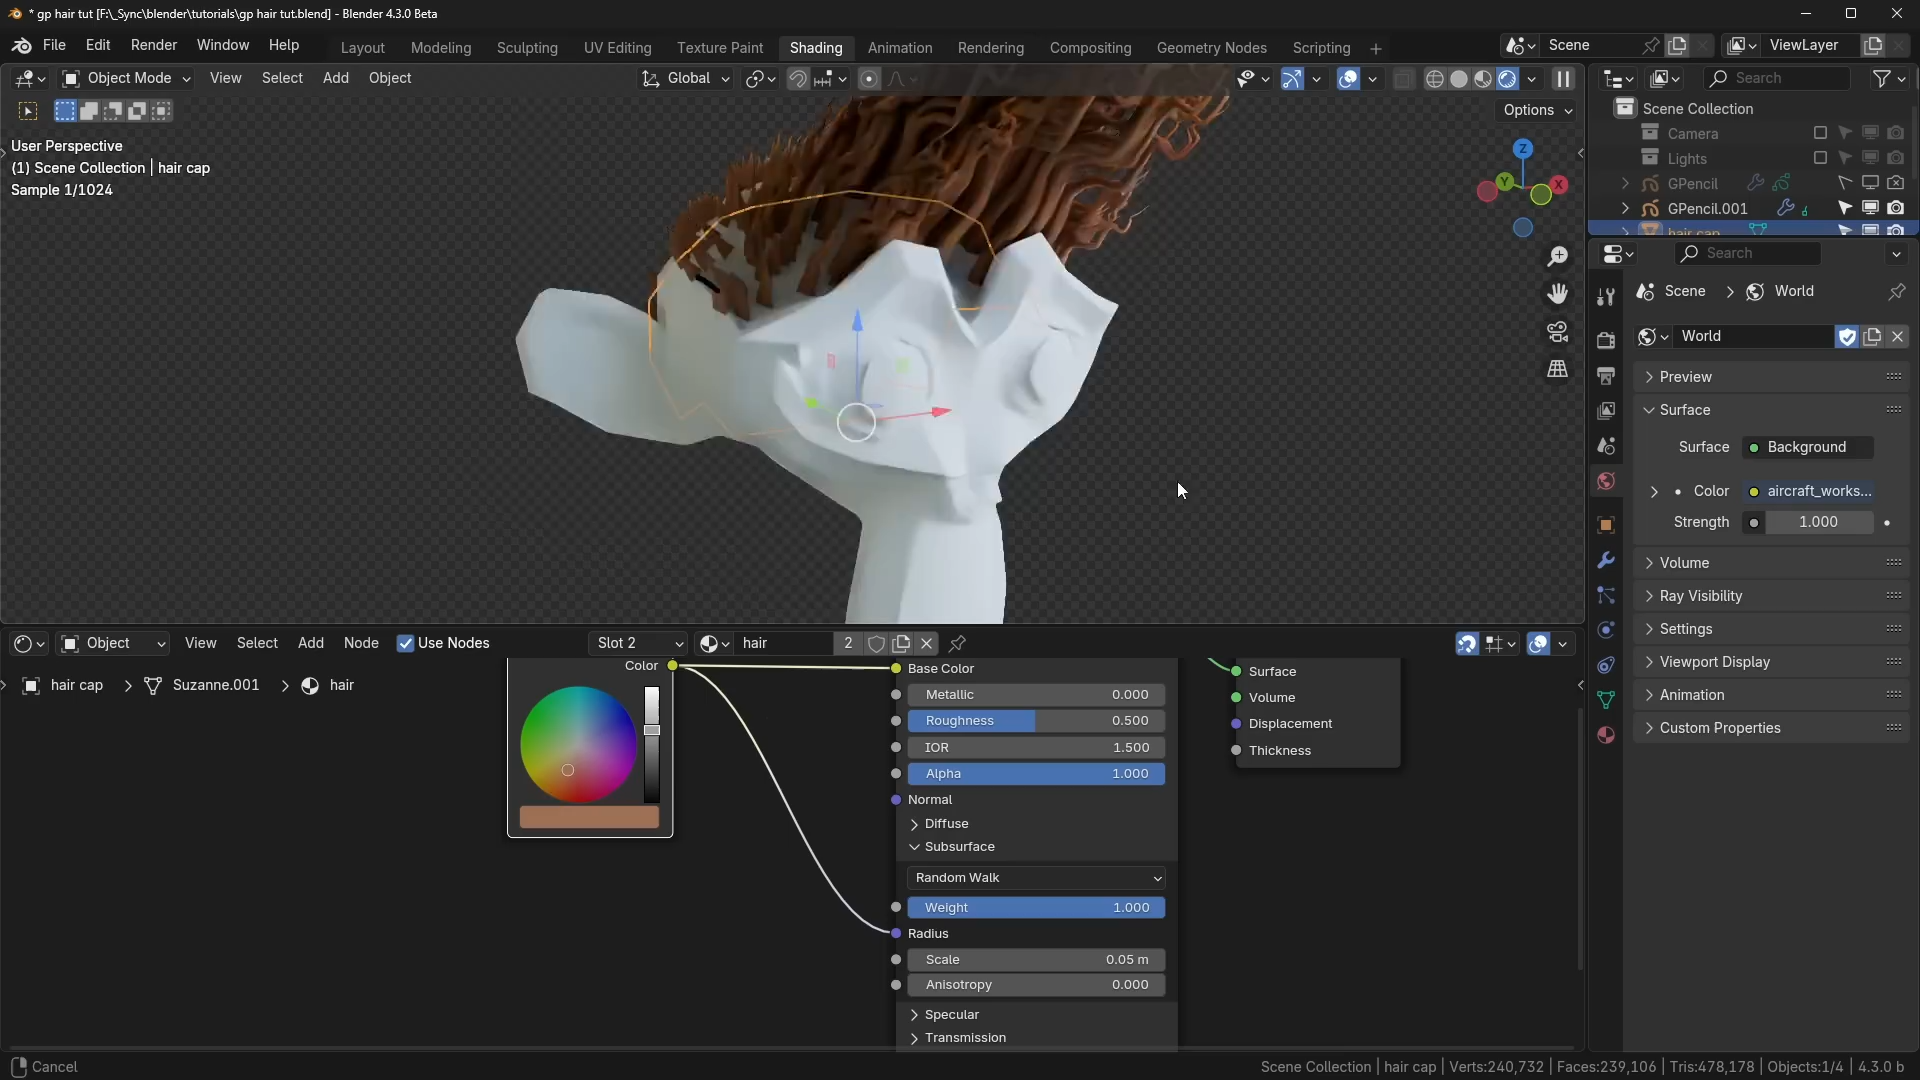 * gp hair tut [F:\_Sync\blender\tutorials\gp hair tut.blend] - Blender 4.3.0 Beta
File Edit Render Window Help
Layout Modeling Sculpting UV Editing Texture Paint Shading Animation Rendering Compositing Geometry Nodes Scripting +
Scene
ViewLayer
Object Mode View Select Add Object
Global
Search
Options
User Perspective
(1) Scene Collection | hair cap
Sample 1/1024
Z
Y
X
Scene Collection
Camera
Lights
GPencil
GPencil.001
hair cap
Search
Scene > World
World
Preview
Surface
Surface Background
Color aircraft_works...
Strength 1.000
Volume
Ray Visibility
Settings
Viewport Display
Animation
Custom Properties
Object View Select Add Node Use Nodes Slot 2 hair 2
hair cap > Suzanne.001 > hair
Color
Base Color
Metallic 0.000
Roughness 0.500
IOR 1.500
Alpha 1.000
Normal
Diffuse
Subsurface
Random Walk
Weight 1.000
Radius
Scale 0.05 m
Anisotropy 0.000
Specular
Transmission
Surface
Volume
Displacement
Thickness
Cancel
Scene Collection | hair cap | Verts:240,732 | Faces:239,106 | Tris:478,178 | Objects:1/4 | 4.3.0 b